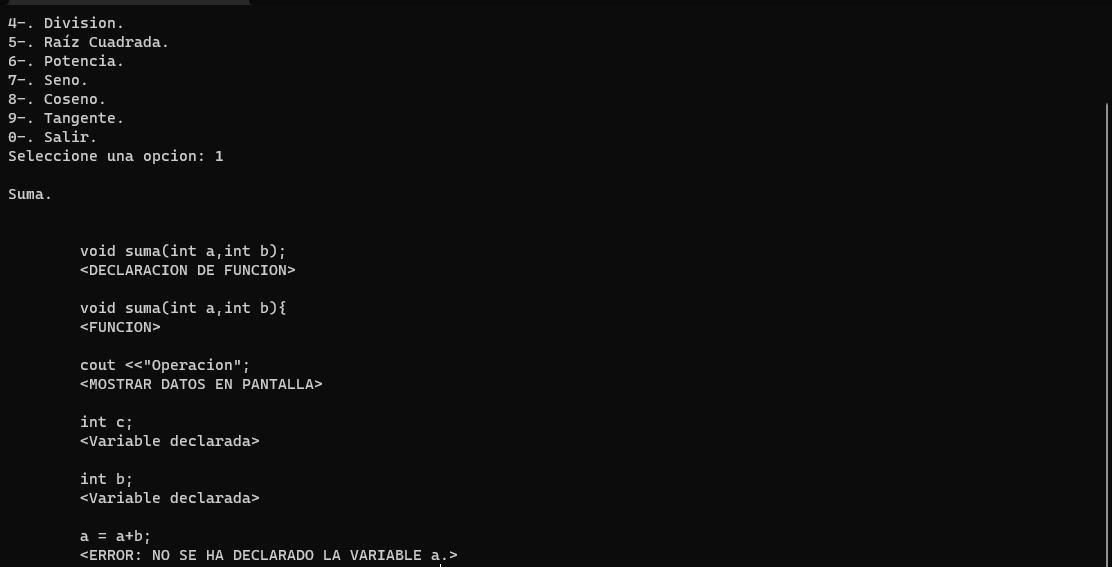 4-. Division.
5-. Raíz Cuadrada.
6-. Potencia.
7-. Seno.
8-. Coseno.
9-. Tangente.
0-. Salir.
Seleccione una opcion: 1
Suma.
void suma(int a,int b);
<DECLARACION DE FUNCION>
void suma(int a,int b){
<FUNCION>
cout <<"Operacion";
<MOSTRAR DATOS EN PANTALLA>
int c;
<Variable declarada>
int b;
<Variable declarada>
a = a+b;
<ERROR: NO SE HA DECLARADO LA VARIABLE a.>